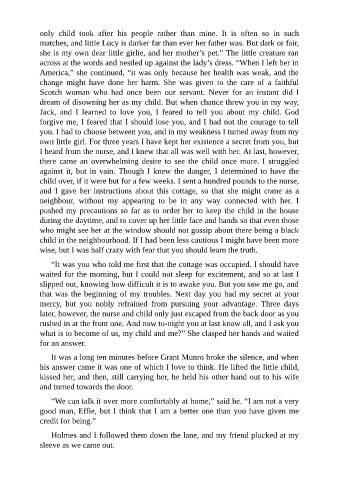 only child took after his people rather than mine. It is often so in such
matches, and little Lucy is darker far than ever her father was. But dark or fair,
she is my own dear little girlie, and her mother's pet.” The little creature ran
across at the words and nestled up against the lady's dress. “When I left her in
America,” she continued, “it was only because her health was weak, and the
change might have done her harm. She was given to the care of a faithful
Scotch woman who had once been our servant. Never for an instant did I
dream of disowning her as my child. But when chance threw you in my way,
Jack, and I learned to love you, I feared to tell you about my child. God
forgive me, I feared that I should lose you, and I had not the courage to tell
you. I had to choose between you, and in my weakness I turned away from my
own little girl. For three years I have kept her existence a secret from you, but
I heard from the nurse, and I knew that all was well with her. At last, however,
there came an overwhelming desire to see the child once more. I struggled
against it, but in vain. Though I knew the danger, I determined to have the
child over, if it were but for a few weeks. I sent a hundred pounds to the nurse,
and I gave her instructions about this cottage, so that she might come as a
neighbour, without my appearing to be in any way connected with her. I
pushed my precautions so far as to order her to keep the child in the house
during the daytime, and to cover up her little face and hands so that even those
who might see her at the window should not gossip about there being a black
child in the neighbourhood. If I had been less cautious I might have been more
wise, but I was half crazy with fear that you should learn the truth.
“It was you who told me first that the cottage was occupied. I should have
waited for the morning, but I could not sleep for excitement, and so at last I
slipped out, knowing how difficult it is to awake you. But you saw me go, and
that was the beginning of my troubles. Next day you had my secret at your
mercy, but you nobly refrained from pursuing your advantage. Three days
later, however, the nurse and child only just escaped from the back door as you
rushed in at the front one. And now to-night you at last know all, and I ask you
what is to become of us, my child and me?” She clasped her hands and waited
for an answer.
It was a long ten minutes before Grant Munro broke the silence, and when
his answer came it was one of which I love to think. He lifted the little child,
kissed her, and then, still carrying her, he held his other hand out to his wife
and turned towards the door.
“We can talk it over more comfortably at home,” said he. “I am not a very
good man, Effie, but I think that I am a better one than you have given me
credit for being.”
Holmes and I followed them down the lane, and my friend plucked at my
sleeve as we came out.